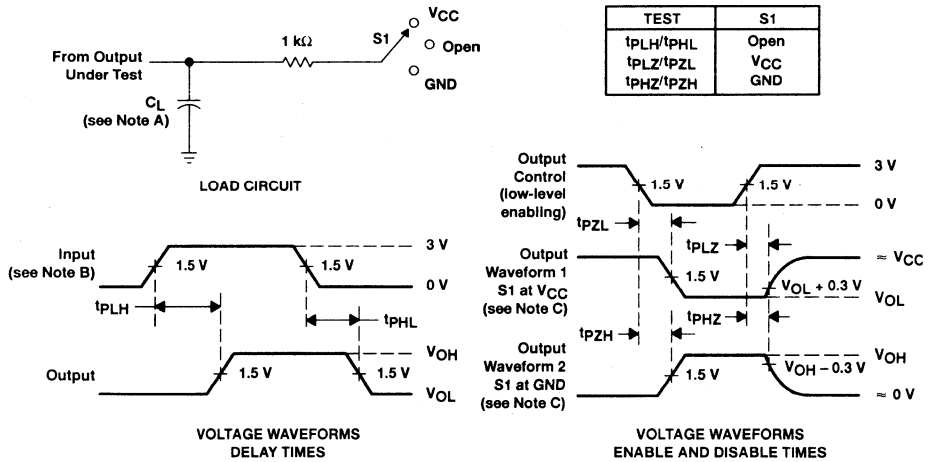 VCC
1 kΩ
S1
Open
GND
From Output
Under Test
CL
(see Note A)
LOAD CIRCUIT
TEST S1
tPLH/tPHL Open
tPLZ/tPZL VCC
tPHZ/tPZH GND
Input
(see Note B)
1.5 V
1.5 V
3 V
0 V
tPLH
tPHL
Output
1.5 V
1.5 V
VOH
VOL
VOLTAGE WAVEFORMS
DELAY TIMES
Output
Control
(low-level
enabling)
1.5 V
1.5 V
3 V
0 V
tPZL
tPLZ
Output
Waveform 1
S1 at VCC
(see Note C)
1.5 V
VOL + 0.3 V
≈ VCC
VOL
tPZH
tPHZ
Output
Waveform 2
S1 at GND
(see Note C)
1.5 V
VOH − 0.3 V
VOH
≈ 0 V
VOLTAGE WAVEFORMS
ENABLE AND DISABLE TIMES